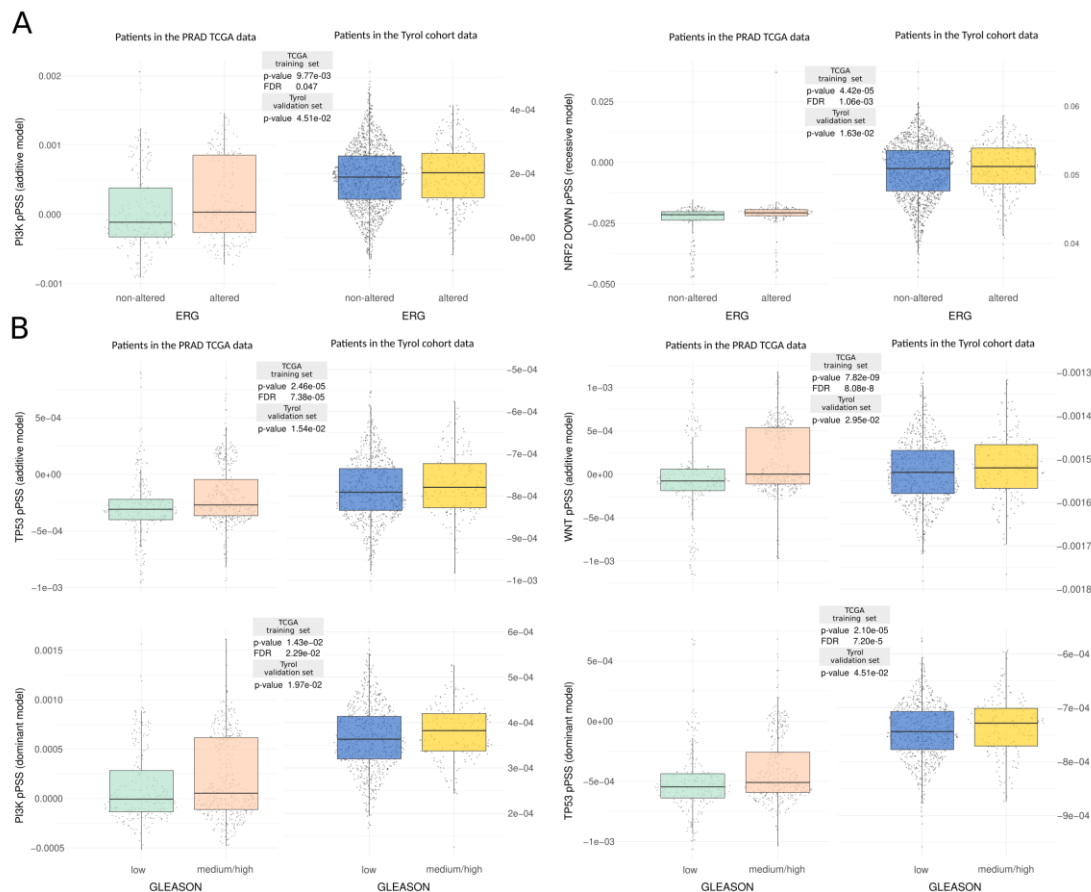 A
Patients in the PRAD TCGA data
Patients in the Tyrol cohort data
TCGA
training set
p-value 9.77e-03
FDR 0.047
Tyrol
validation set
p-value 4.51e-02
PI3K pPSS (additive model)
0.002
0.001
0.000
−0.001
4e−04
2e−04
0e+00
non-altered
altered
non-altered
altered
ERG
ERG
Patients in the PRAD TCGA data
Patients in the Tyrol cohort data
TCGA
training set
p-value 4.42e-05
FDR 1.06e-03
Tyrol
validation set
p-value 1.63e-02
NRF2 DOWN pPSS (recessive model)
0.025
0.000
−0.025
−0.050
0.06
0.05
0.04
non-altered
altered
non-altered
altered
ERG
ERG
B
Patients in the PRAD TCGA data
Patients in the Tyrol cohort data
TCGA
training set
p-value 2.46e-05
FDR 7.38e-05
Tyrol
validation set
p-value 1.54e-02
TP53 pPSS (additive model)
5e−04
0e+00
−5e−04
−1e−03
−5e−04
−6e−04
−7e−04
−8e−04
−9e−04
−1e−03
Patients in the PRAD TCGA data
Patients in the Tyrol cohort data
TCGA
training set
p-value 7.82e-09
FDR 8.08e-8
Tyrol
validation set
p-value 2.95e-02
WNT pPSS (additive model)
1e−03
5e−04
0e+00
−5e−04
−1e−03
−0.0013
−0.0014
−0.0015
−0.0016
−0.0017
−0.0018
TCGA
training set
p-value 1.43e-02
FDR 2.29e-02
Tyrol
validation set
p-value 1.97e-02
PI3K pPSS (dominant model)
0.0015
0.0010
0.0005
0.0000
−0.0005
6e−04
5e−04
4e−04
3e−04
2e−04
low
medium/high
low
medium/high
GLEASON
GLEASON
TCGA
training set
p-value 2.10e-05
FDR 7.20e-5
Tyrol
validation set
p-value 4.51e-02
TP53 pPSS (dominant model)
5e−04
0e+00
−5e−04
−1e−03
−6e−04
−7e−04
−8e−04
−9e−04
low
medium/high
low
medium/high
GLEASON
GLEASON